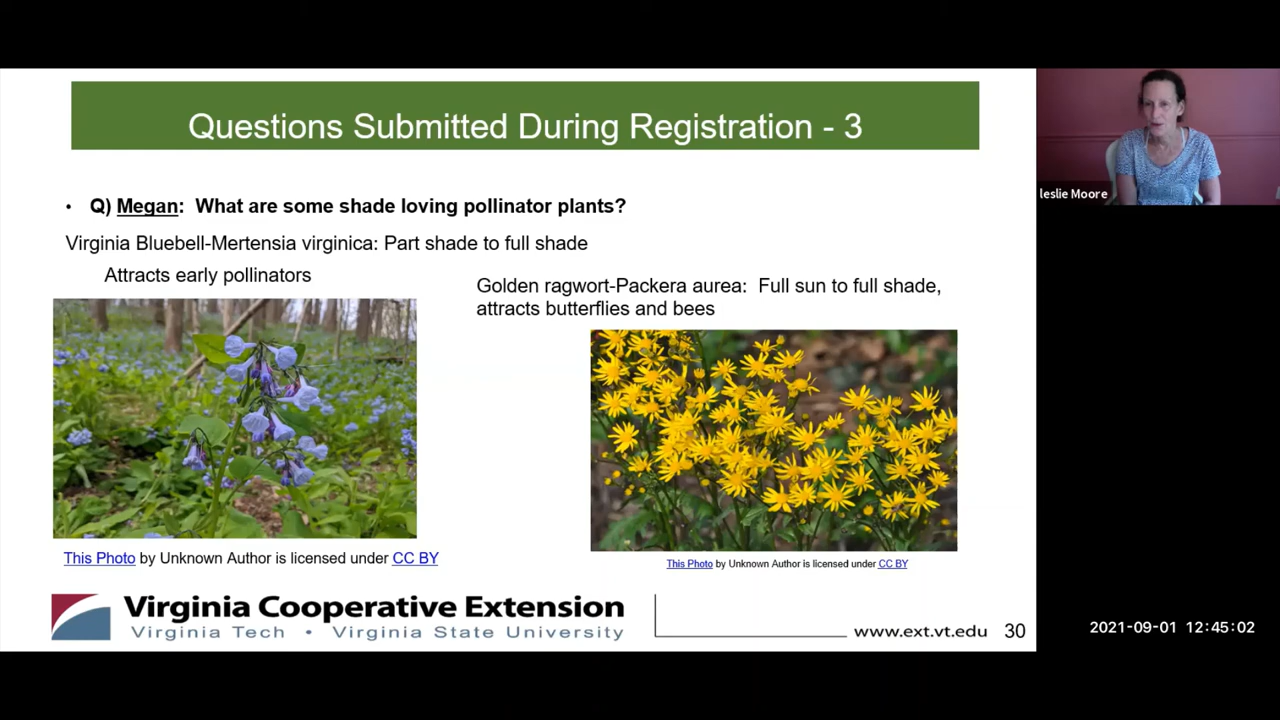 Questions Submitted During Registration - 3
leslie Moore
• Q) Megan: What are some shade loving pollinator plants?
Virginia Bluebell-Mertensia virginica: Part shade to full shade
Attracts early pollinators
Golden ragwort-Packera aurea: Full sun to full shade,
attracts butterflies and bees
This Photo by Unknown Author is licensed under CC BY
This Photo by Unknown Author is licensed under CC BY
Virginia Cooperative Extension
Virginia Tech • Virginia State University
www.ext.vt.edu
30
2021-09-01 12:45:02